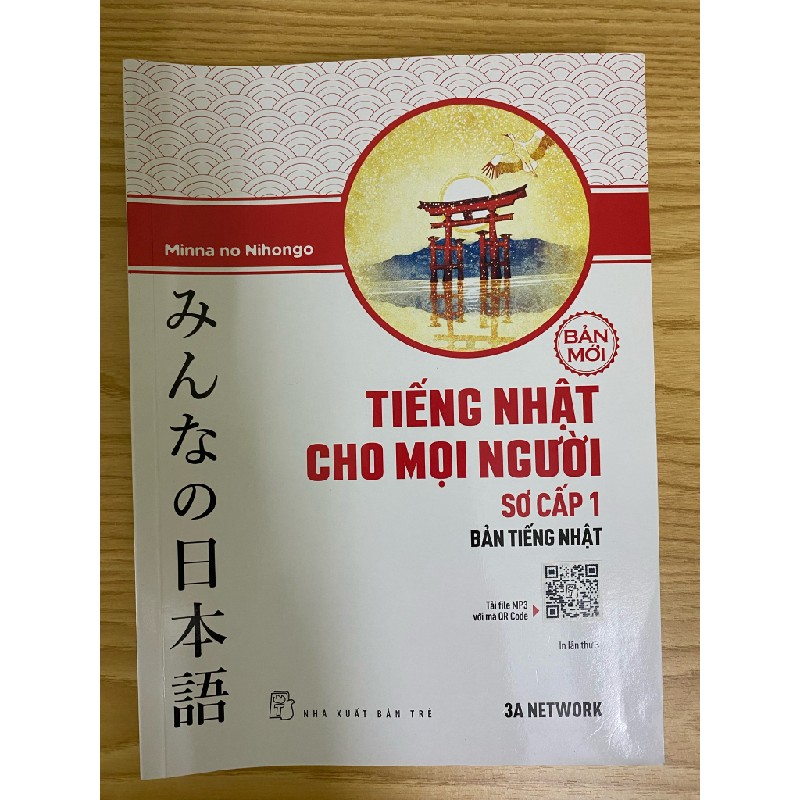 Minna no Nihongo
みんなの日本語
BẢN
MỚI
TIẾNG NHẬT
CHO MỌI NGƯỜI
SƠ CẤP 1
BẢN TIẾNG NHẬT
Tải file MP3
với mã QR Code
In lần thứ
NHÀ XUẤT BẢN TRẺ
3A NETWORK